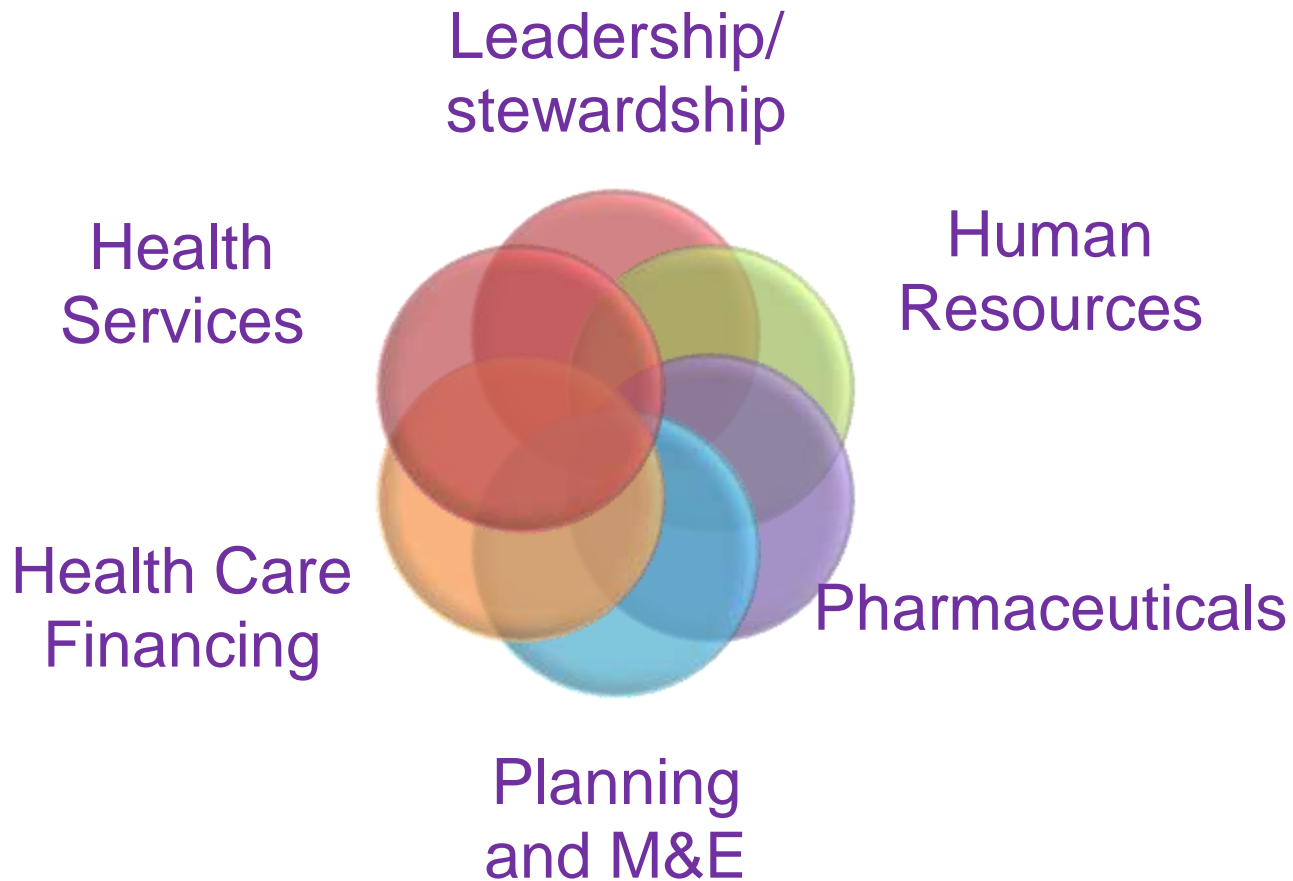 Leadership/
stewardship
Human
Resources
Pharmaceuticals
Planning
and M&E
Health Care
Financing
Health
Services